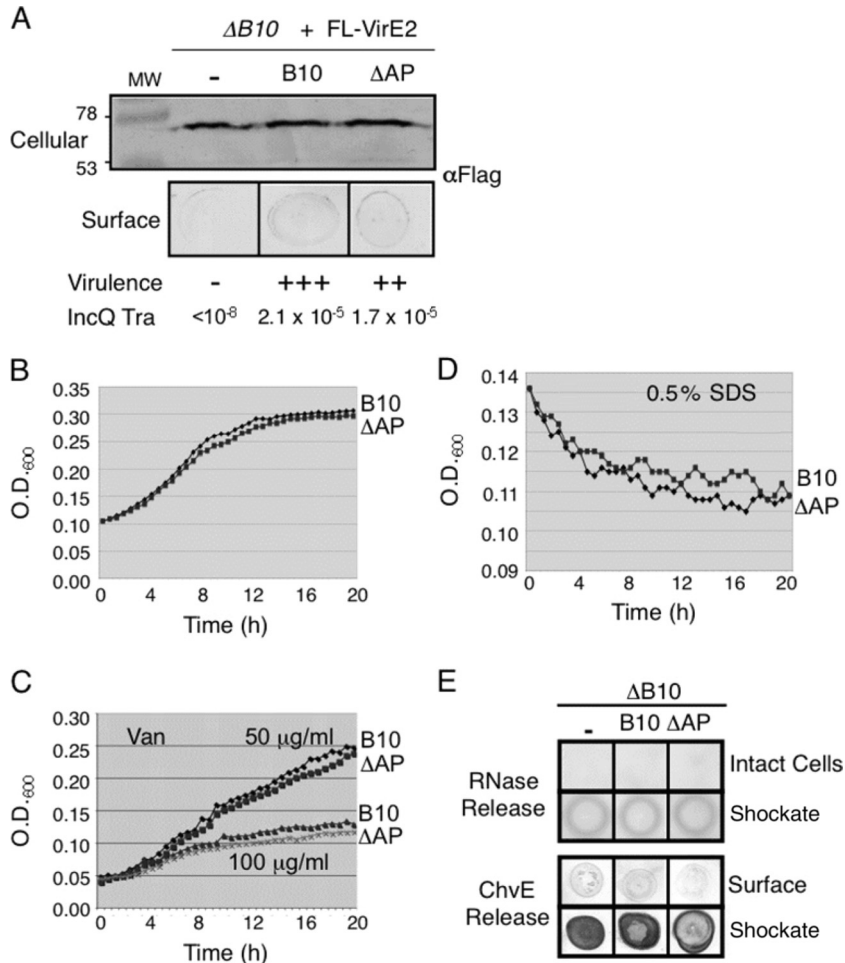 A
ΔB10 + FL-VirE2
MW - B10 ΔAP
78
Cellular
53
αFlag
Surface
Virulence - +++ ++
IncQ Tra <10-8 2.1 x 10-5 1.7 x 10-5
B
0.35
0.30
0.25
0.20
0.15
0.10
0.05
0.00
O.D.600
B10
ΔAP
0 4 8 12 16 20
Time (h)
D
0.14
0.13
0.12
0.11
0.10
0.09
O.D.600
0.5% SDS
B10
ΔAP
0 4 8 12 16 20
Time (h)
C
0.30
0.25
0.20
0.15
0.10
0.05
0.00
O.D.600
Van 50 µg/ml
B10
ΔAP
B10
ΔAP
100 µg/ml
0 4 8 12 16 20
Time (h)
E
ΔB10
- B10 ΔAP
RNase
Release
Intact Cells
Shockate
ChvE
Release
Surface
Shockate